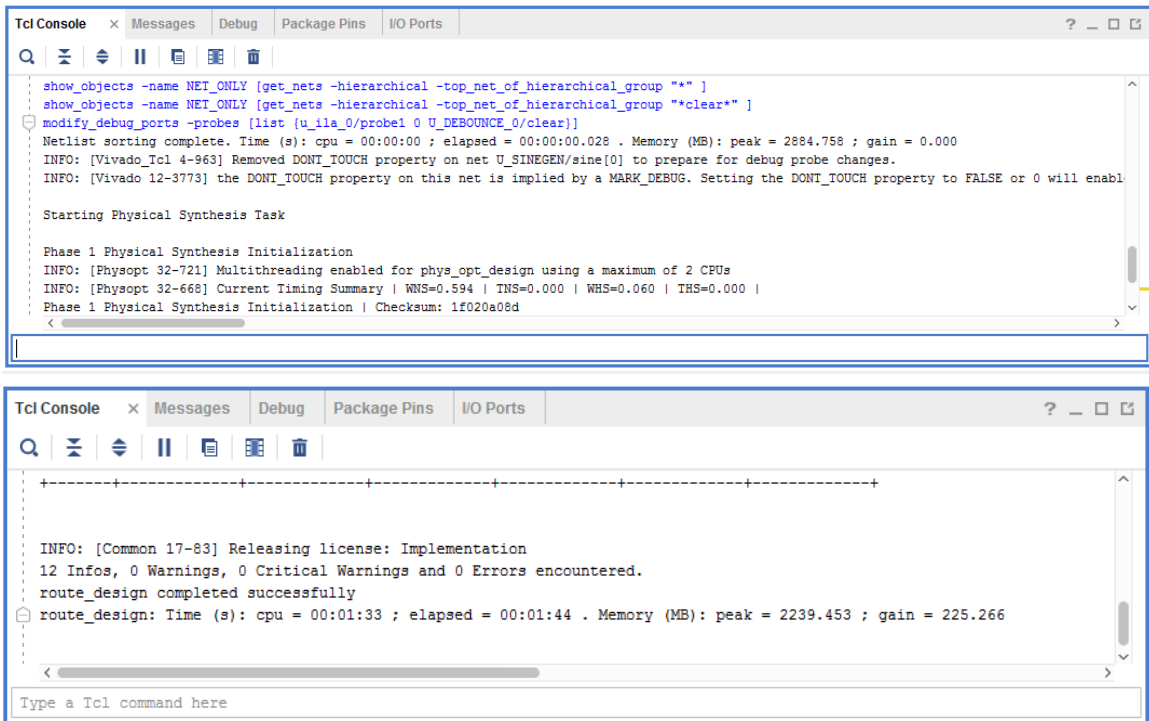 Tcl Console × Messages Debug Package Pins I/O Ports ? _
show_objects -name NET_ONLY [get_nets -hierarchical -top_net_of_hierarchical_group "*" ]
show_objects -name NET_ONLY [get_nets -hierarchical -top_net_of_hierarchical_group "*clear*" ]
modify_debug_ports -probes [list {u_ila_0/probe1 0 U_DEBOUNCE_0/clear}]
Netlist sorting complete. Time (s): cpu = 00:00:00 ; elapsed = 00:00:00.028 . Memory (MB): peak = 2884.758 ; gain = 0.000
INFO: [Vivado_Tcl 4-963] Removed DONT_TOUCH property on net U_SINEGEN/sine[0] to prepare for debug probe changes.
INFO: [Vivado 12-3773] the DONT_TOUCH property on this net is implied by a MARK_DEBUG. Setting the DONT_TOUCH property to FALSE or 0 will enabl
Starting Physical Synthesis Task
Phase 1 Physical Synthesis Initialization
INFO: [Physopt 32-721] Multithreading enabled for phys_opt_design using a maximum of 2 CPUs
INFO: [Physopt 32-668] Current Timing Summary | WNS=0.594 | TNS=0.000 | WHS=0.060 | THS=0.000 |
Phase 1 Physical Synthesis Initialization | Checksum: 1f020a08d
Tcl Console × Messages Debug Package Pins I/O Ports ? _
+-------+-------------+-------------+-------------+-------------+-------------+-------------+
INFO: [Common 17-83] Releasing license: Implementation
12 Infos, 0 Warnings, 0 Critical Warnings and 0 Errors encountered.
route_design completed successfully
route_design: Time (s): cpu = 00:01:33 ; elapsed = 00:01:44 . Memory (MB): peak = 2239.453 ; gain = 225.266
Type a Tcl command here